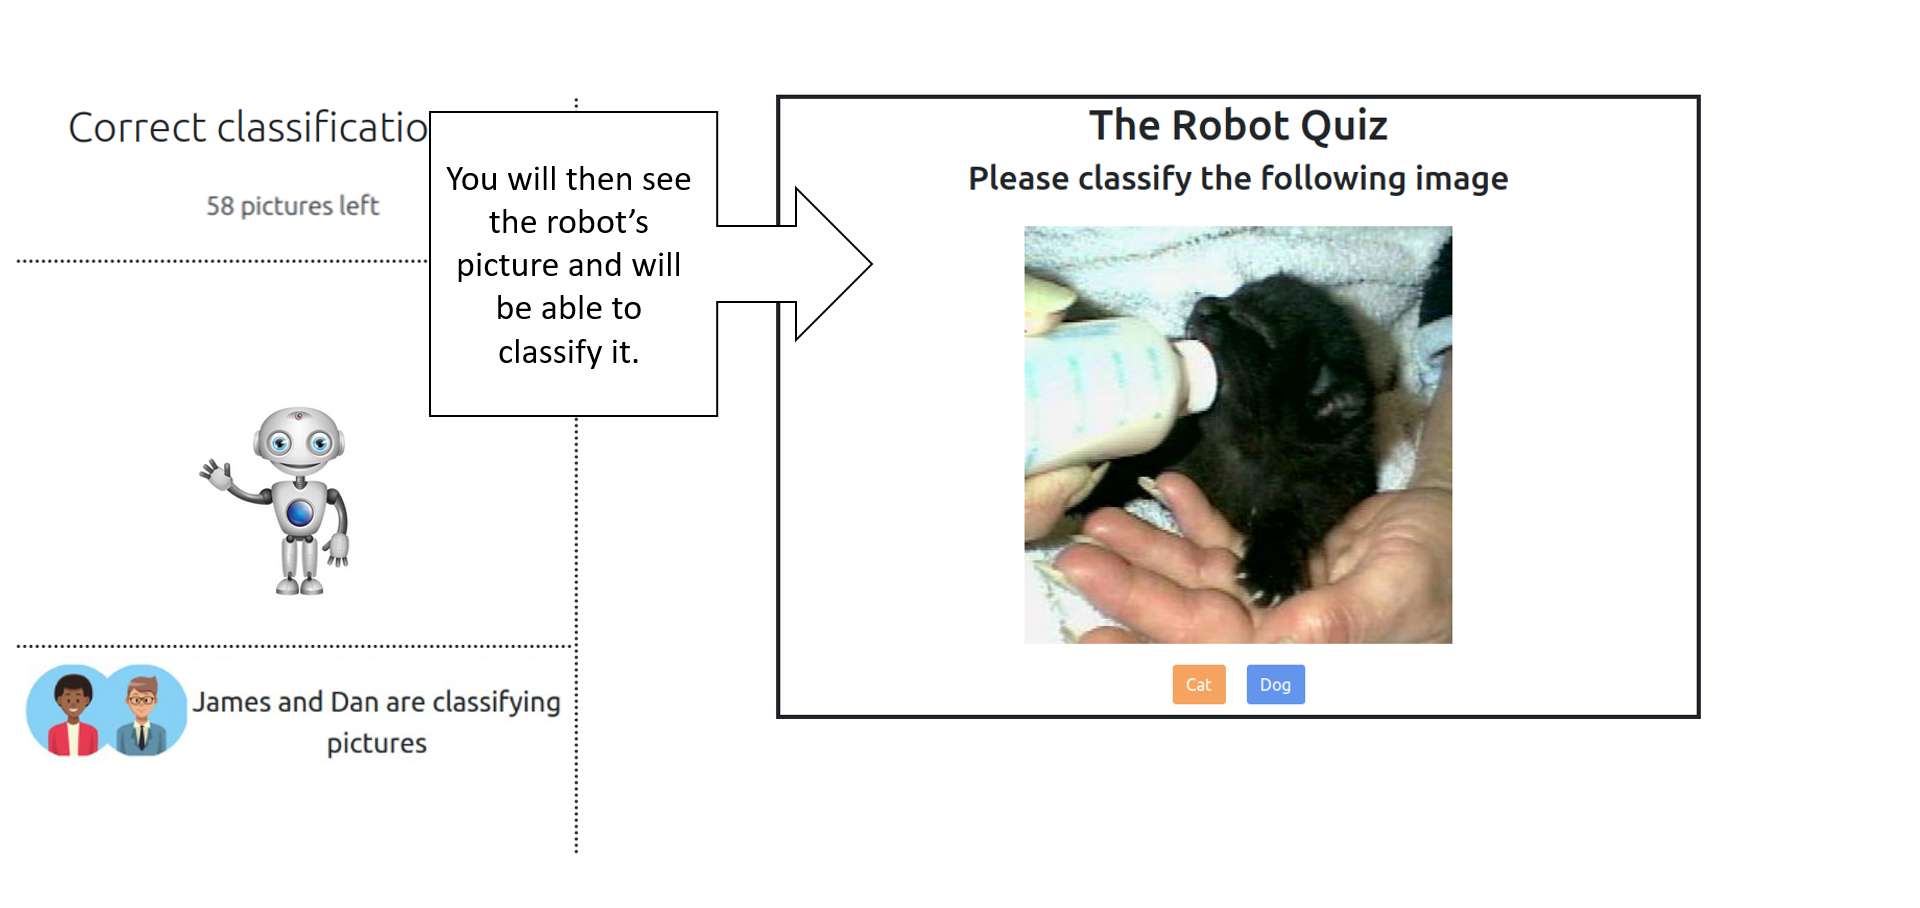 Correct classificatio
58 pictures left
You will then see
the robot's
picture and will
be able to
classify it.
James and Dan are classifying
pictures
The Robot Quiz
Please classify the following image
Cat
Dog